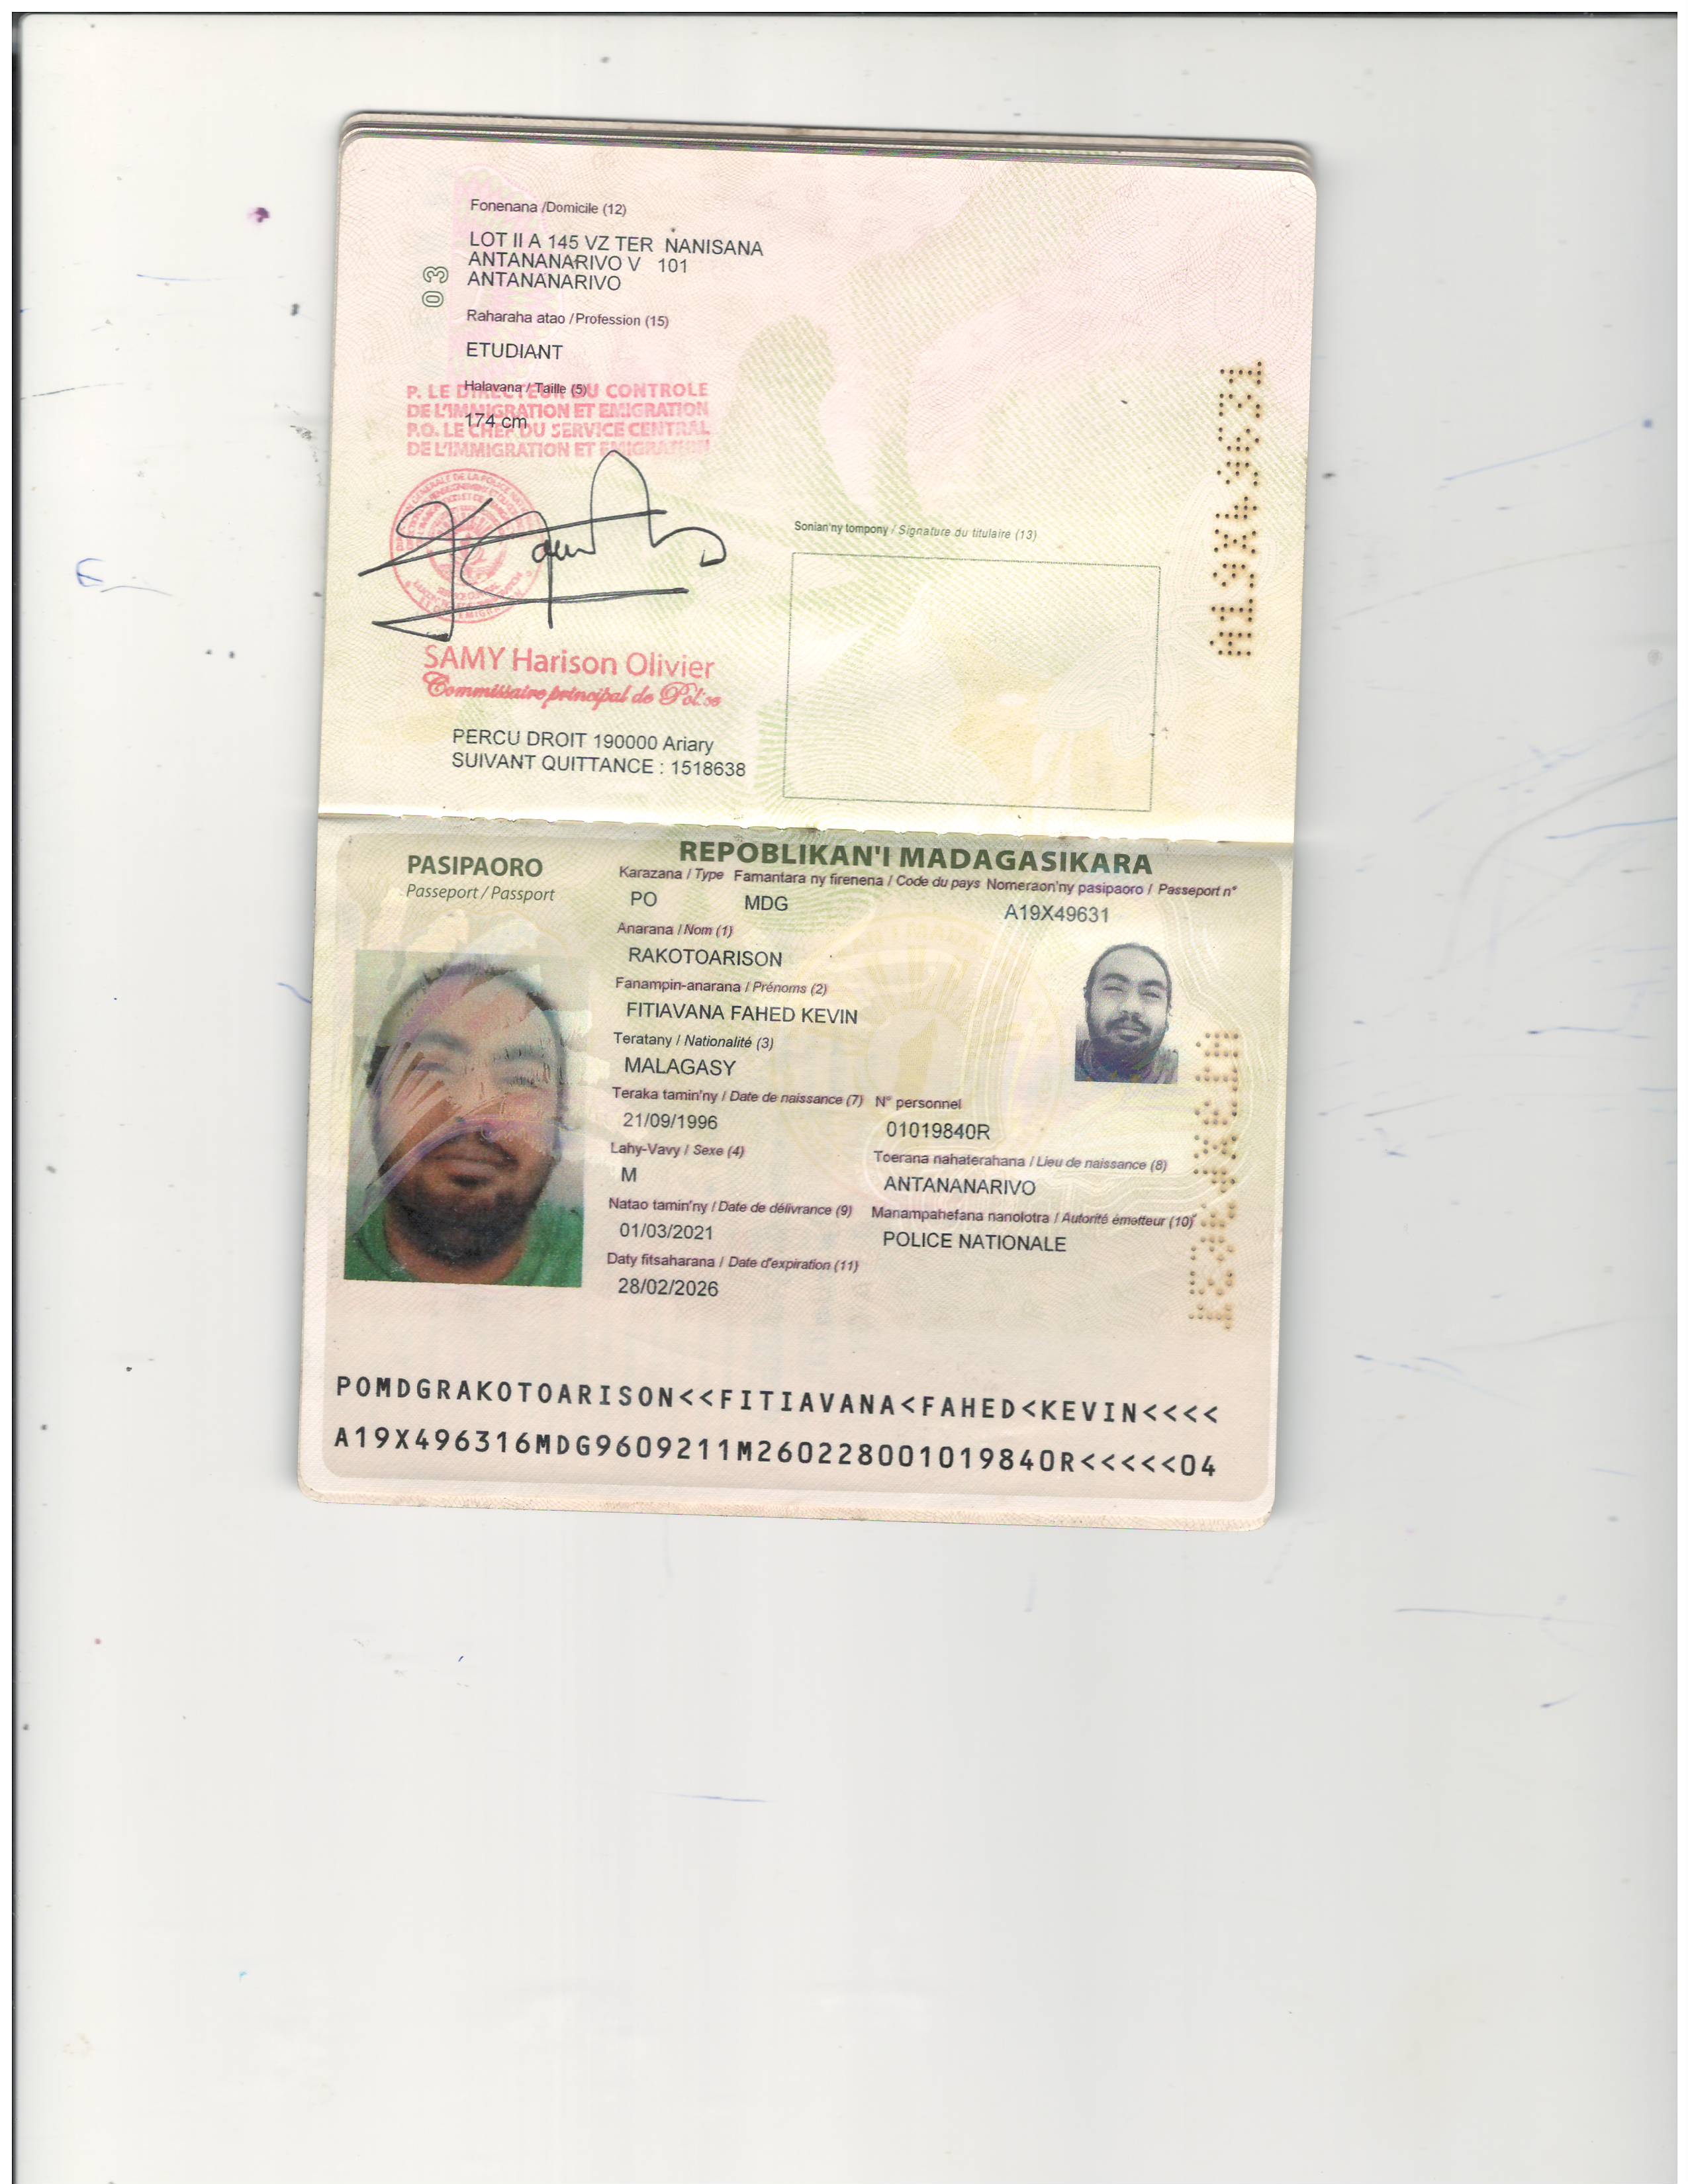 Fonenana /Domicile (12)
LOT II A 145 VZ TER NANISANA
ANTANANARIVO V 101
ANTANANARIVO
03
Raharaha atao / Profession (15)
ETUDIANT
Halavana / Taille (5)
174 cm
P. LE DIRECTEUR DU CONTROLE
DE L'IMMIGRATION ET EMIGRATION
P.O. LE CHEF DU SERVICE CENTRAL
DE L'IMMIGRATION ET EMIGRATION
Sonian'ny tompony / Signature du titulaire (13)
A19X49631
SAMY Harison Olivier
Commissaire principal de Police
PERCU DROIT 190000 Ariary
SUIVANT QUITTANCE : 1518638
PASIPAORO
Passeport / Passport
REPOBLIKAN'I MADAGASIKARA
Karazana / Type Famantara ny firenena / Code du pays Nomeraon'ny pasipaoro / Passeport n°
PO MDG A19X49631
Anarana / Nom (1)
RAKOTOARISON
Fanampin-anarana / Prénoms (2)
FITIAVANA FAHED KEVIN
Teratany / Nationalité (3)
MALAGASY
Teraka tamin'ny / Date de naissance (7) N° personnel
21/09/1996 01019840R
Lahy-Vavy / Sexe (4) Toerana nahaterahana / Lieu de naissance (8)
M ANTANANARIVO
Natao tamin'ny / Date de délivrance (9) Manampahefana nanolotra / Autorité émetteur (10)
01/03/2021 POLICE NATIONALE
Daty fitsaharana / Date d'expiration (11)
28/02/2026
POMDGRAKOTOARISON<<FITIAVANA<FAHED<KEVIN<<<<
A19X496316MDG9609211M260228001019840R<<<<<04